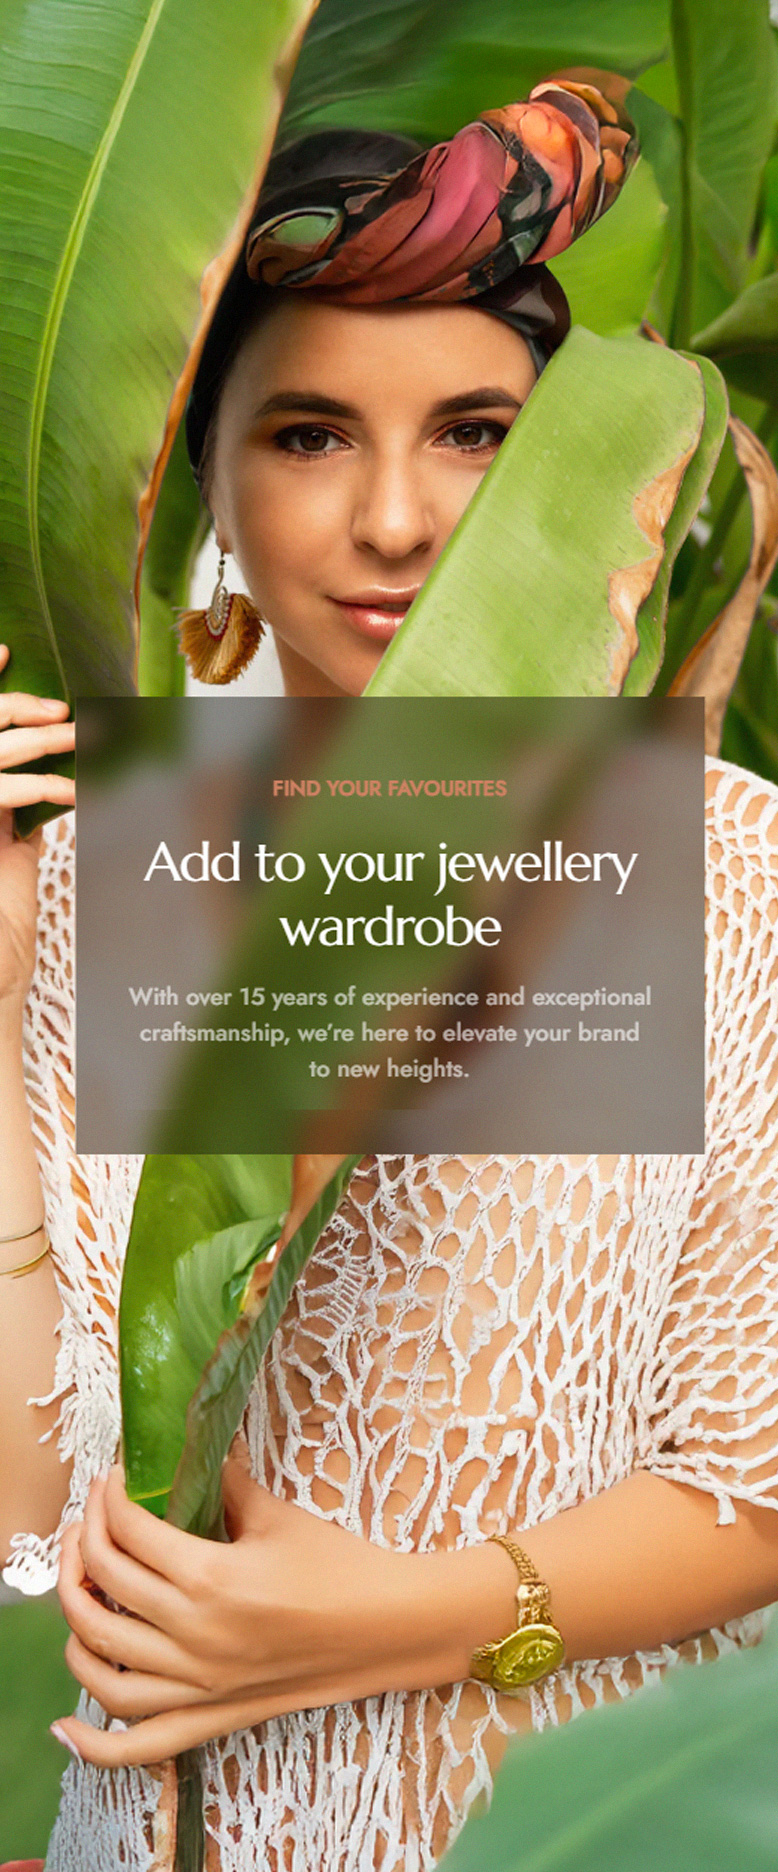 FIND YOUR FAVOURITES
Add to your jewellery
wardrobe
With over 15 years of experience and exceptional
craftsmanship, we’re here to elevate your brand
to new heights.